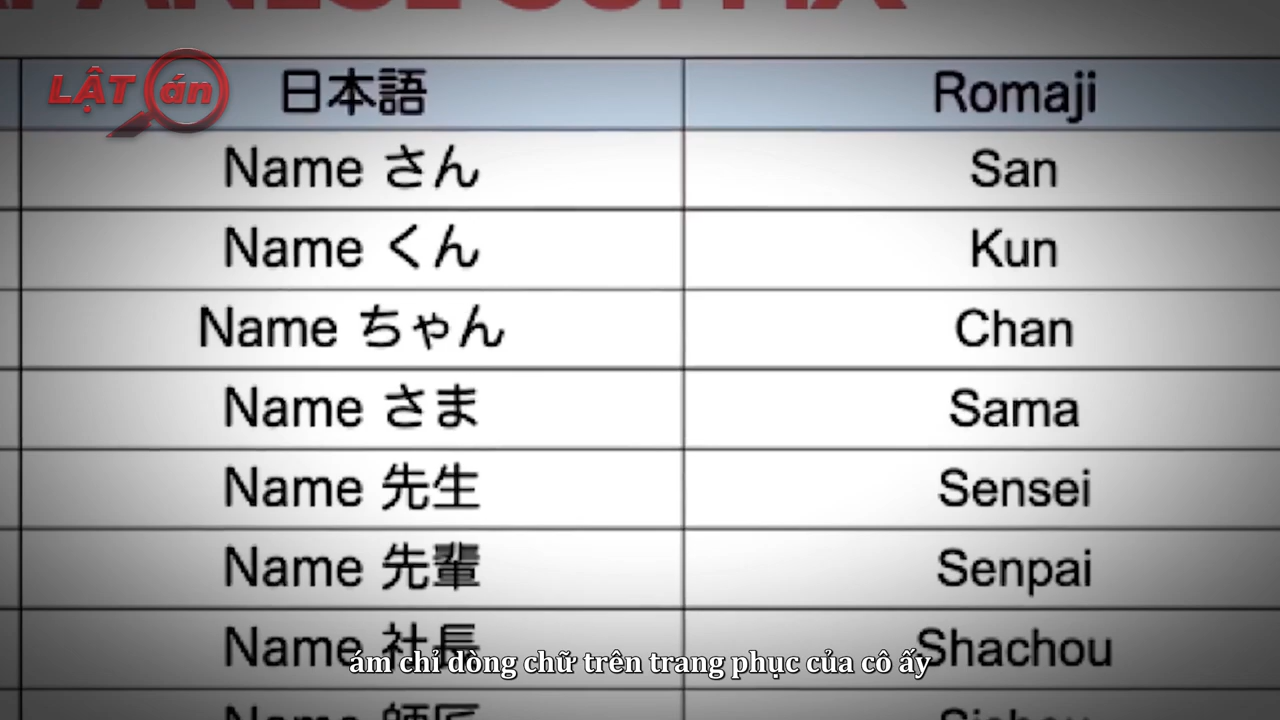 LẬT án
日本語 Romaji
Name さん San
Name くん Kun
Name ちゃん Chan
Name さま Sama
Name 先生 Sensei
Name 先輩 Senpai
Name 社長 Shachou
ám chỉ dòng chữ trên trang phục của cô ấy
Name